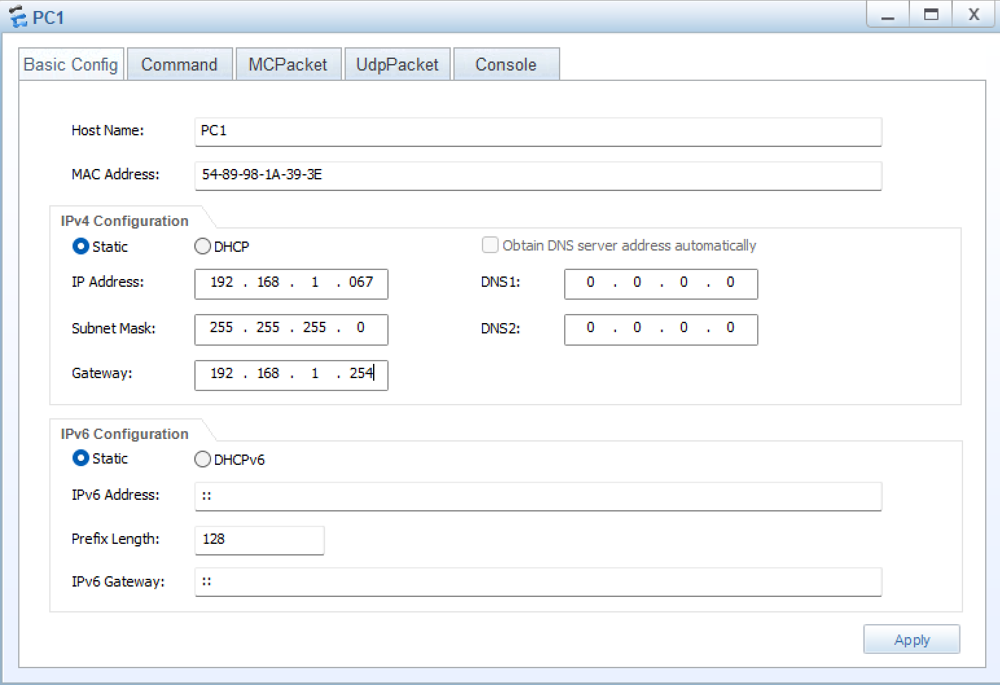 PC1
X
Basic Config Command MCPacket UdpPacket Console
Host Name: PC1
MAC Address: 54-89-98-1A-39-3E
IPv4 Configuration
Static DHCP Obtain DNS server address automatically
IP Address: 192 . 168 . 1 . 067 DNS1: 0 . 0 . 0 . 0
Subnet Mask: 255 . 255 . 255 . 0 DNS2: 0 . 0 . 0 . 0
Gateway: 192 . 168 . 1 . 254
IPv6 Configuration
Static DHCPv6
IPv6 Address: ::
Prefix Length: 128
IPv6 Gateway: ::
Apply